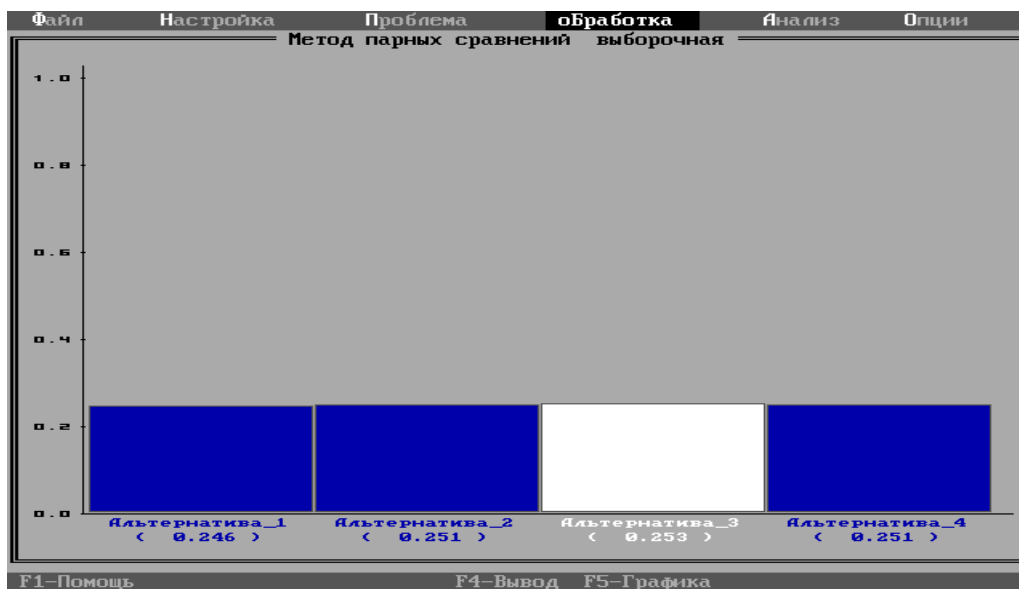 Файл Настройка Проблема оБработка Анализ Опции
Метод парных сравнений выборочная
1.0
0.8
0.6
0.4
0.2
0.0
Альтернатива_1 Альтернатива_2 Альтернатива_3 Альтернатива_4
( 0.246 ) ( 0.251 ) ( 0.253 ) ( 0.251 )
F1-Помощь F4-Вывод F5-Графика